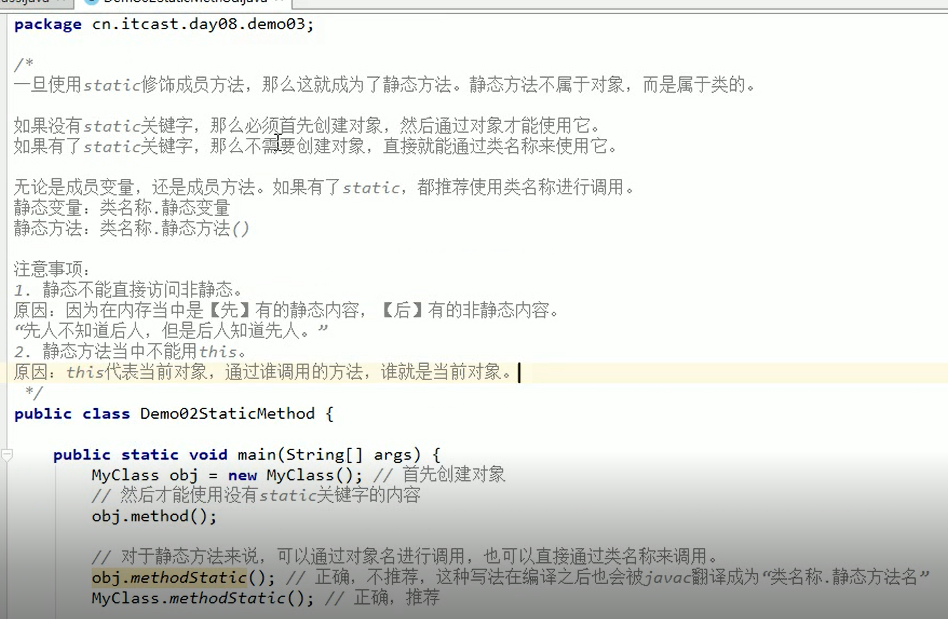 Demo02StaticMethod.java
package cn.itcast.day08.demo03;
/*
一旦使用static修饰成员方法，那么这就成为了静态方法。静态方法不属于对象，而是属于类的。
如果没有static关键字，那么必须首先创建对象，然后通过对象才能使用它。
如果有了static关键字，那么不需要创建对象，直接就能通过类名称来使用它。
无论是成员变量，还是成员方法。如果有了static，都推荐使用类名称进行调用。
静态变量：类名称.静态变量
静态方法：类名称.静态方法()
注意事项：
1. 静态不能直接访问非静态。
原因：因为在内存当中是【先】有的静态内容，【后】有的非静态内容。
“先人不知道后人，但是后人知道先人。”
2. 静态方法当中不能用this。
原因：this代表当前对象，通过谁调用的方法，谁就是当前对象。
*/
public class Demo02StaticMethod {
public static void main(String[] args) {
MyClass obj = new MyClass(); // 首先创建对象
// 然后才能使用没有static关键字的内容
obj.method();
// 对于静态方法来说，可以通过对象名进行调用，也可以直接通过类名称来调用。
obj.methodStatic(); // 正确，不推荐，这种写法在编译之后也会被javac翻译成为“类名称.静态方法名”
MyClass.methodStatic(); // 正确，推荐